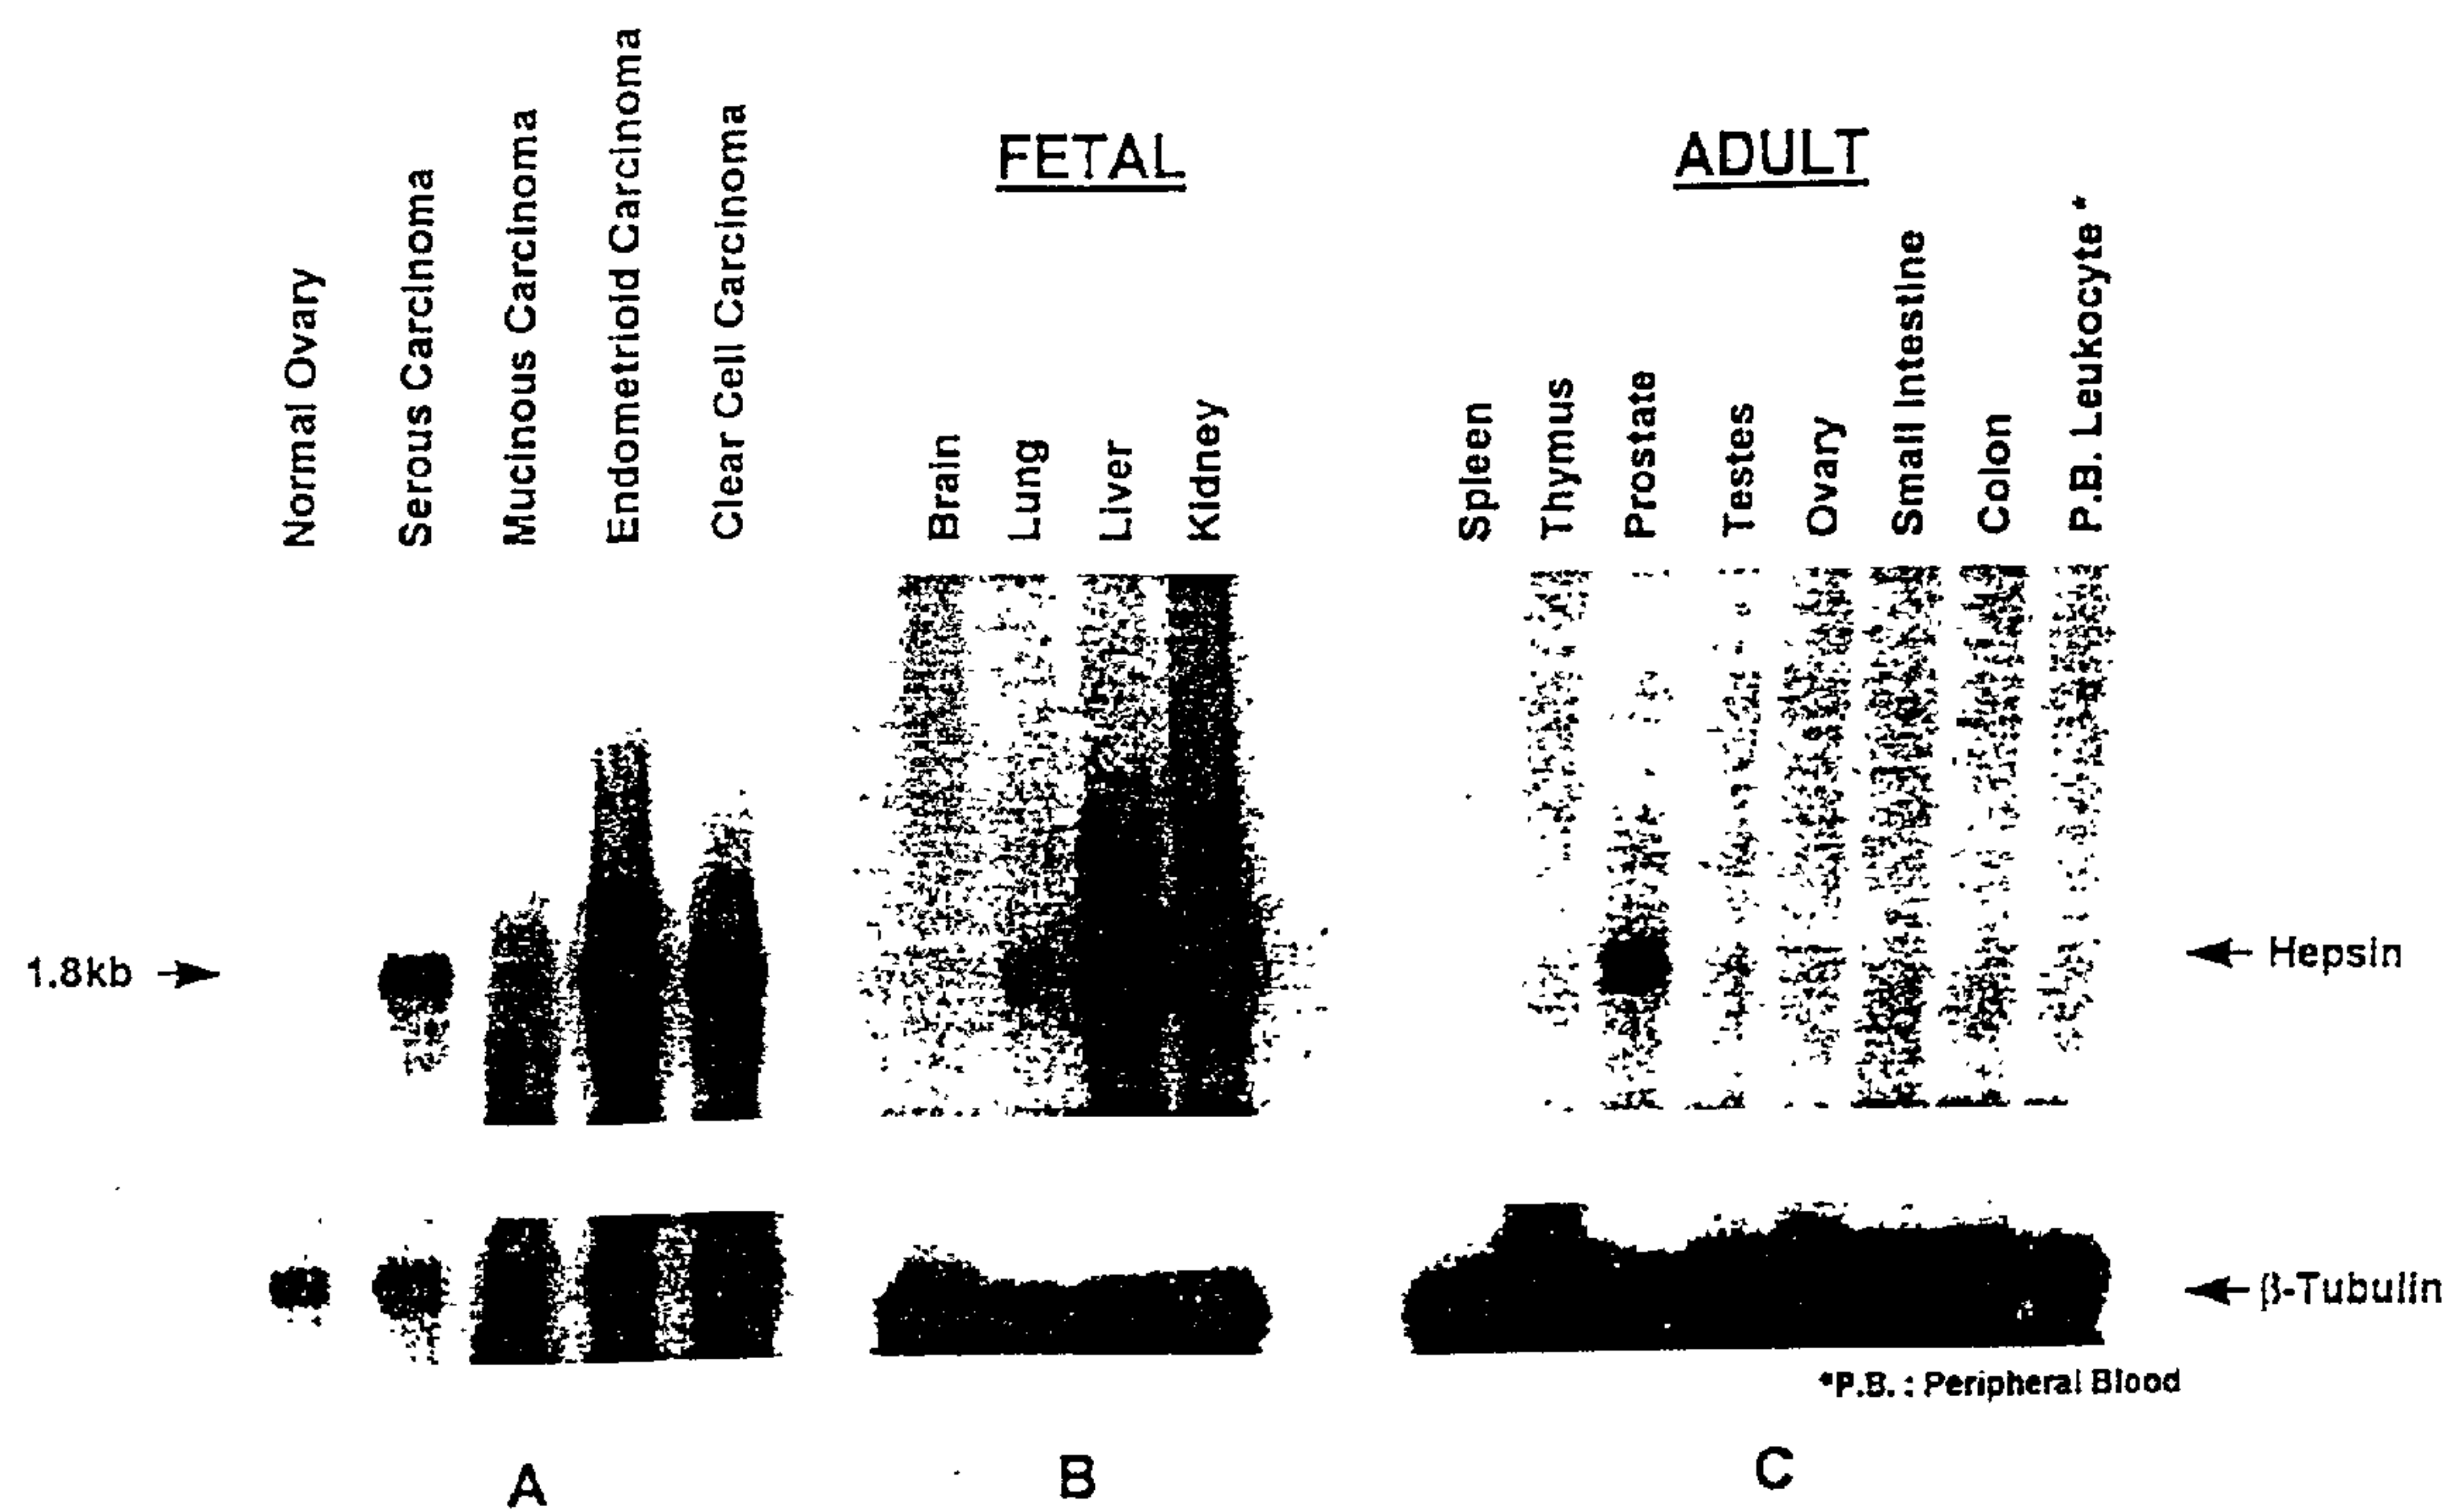 Normal Ovary
Serous Carcinoma
Mucinous Carcinoma
Endometrioid Carcinoma
Clear Cell Carcinoma
FETAL
Brain
Lung
Liver
Kidney
ADULT
Spleen
Thymus
Prostate
Testes
Ovary
Small Intestine
Colon
P.B. Leukocyte*
1.8kb
Hepsin
β-Tubulin
*P.B. : Peripheral Blood
A
B
C